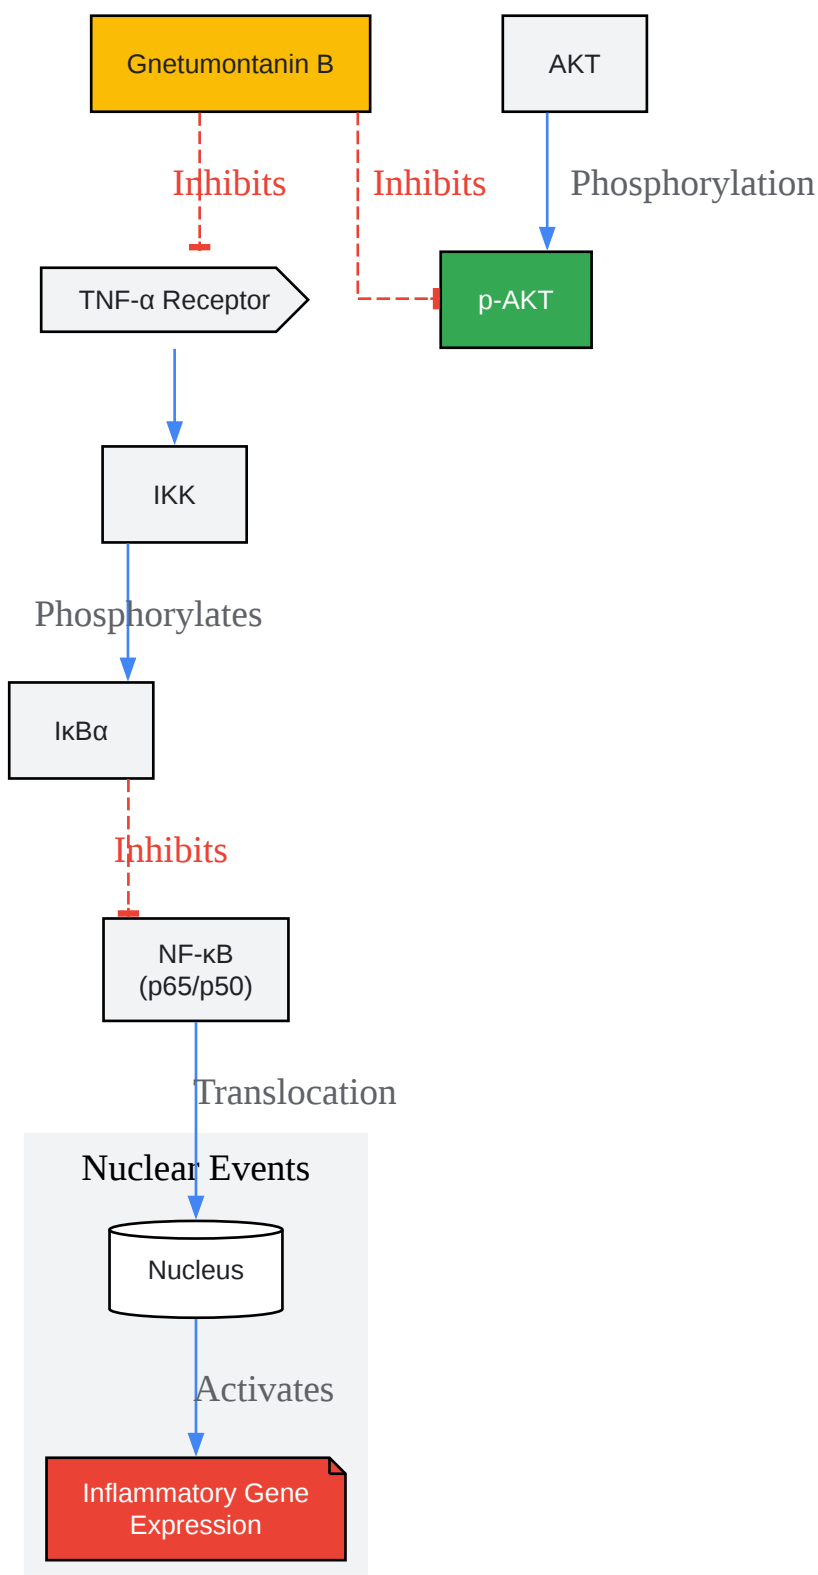 Gnetumontanin B
AKT
Inhibits
Inhibits
Phosphorylation
TNF-α Receptor
p-AKT
IKK
Phosphorylates
IκBα
Inhibits
NF-κB
(p65/p50)
Translocation
Nuclear Events
Nucleus
Activates
Inflammatory Gene
Expression